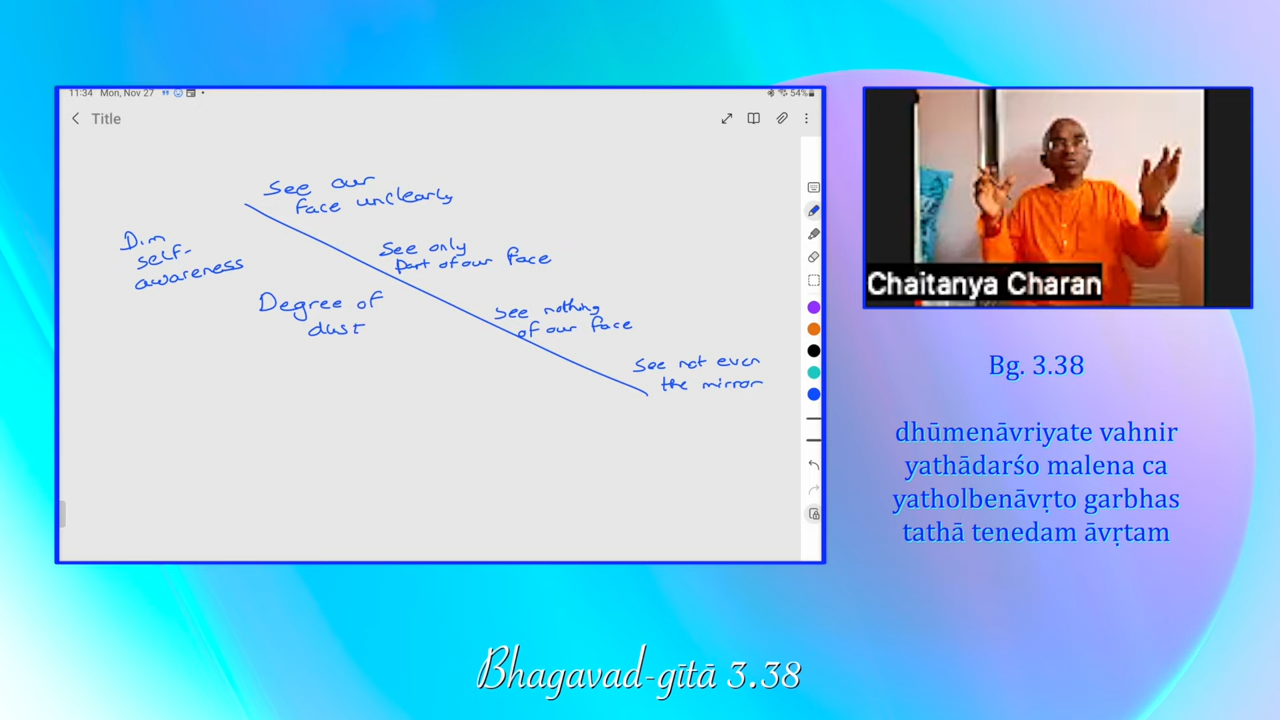 11:34 Mon, Nov 27
54%
Title
See our
face unclearly
Dim
self-
awareness
See only
Part of our face
Degree of
dust
See nothing
of our face
See not even
the mirror
Chaitanya Charan
Bg. 3.38
dhūmenāvriyate vahnir
yathādarśo malena ca
yatholbenāvṛto garbhas
tathā tenedam āvṛtam
Bhagavad-gītā 3.38